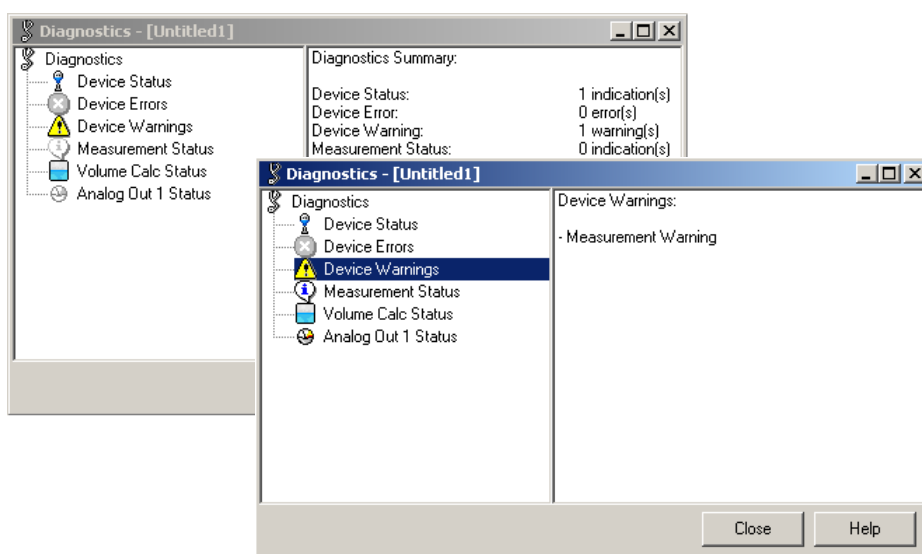 Diagnostics - [Untitled1]
Diagnostics
Device Status
Device Errors
Device Warnings
Measurement Status
Volume Calc Status
Analog Out 1 Status
Diagnostics Summary:
Device Status: 1 indication(s)
Device Error: 0 error(s)
Device Warning: 1 warning(s)
Measurement Status: 0 indication(s)
Diagnostics - [Untitled1]
Diagnostics
Device Status
Device Errors
Device Warnings
Measurement Status
Volume Calc Status
Analog Out 1 Status
Device Warnings:
- Measurement Warning
Close
Help